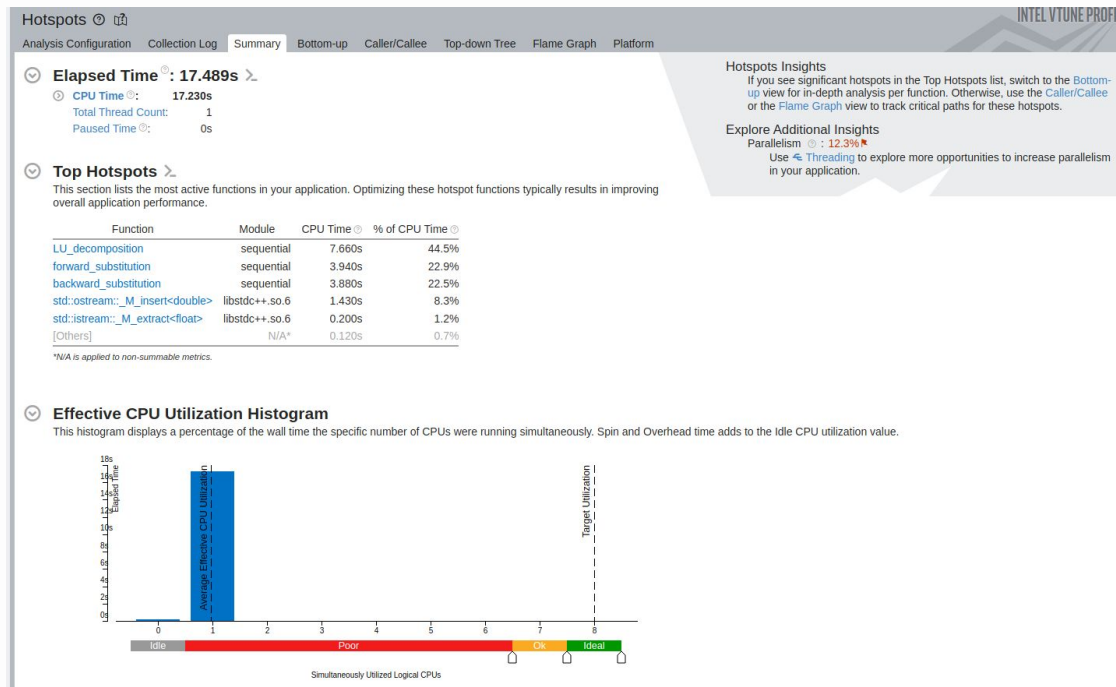 Hotspots
INTEL VTUNE PROFI
Analysis Configuration Collection Log Summary Bottom-up Caller/Callee Top-down Tree Flame Graph Platform
Elapsed Time : 17.489s
CPU Time : 17.230s
Total Thread Count: 1
Paused Time : 0s
Hotspots Insights
If you see significant hotspots in the Top Hotspots list, switch to the Bottom-
up view for in-depth analysis per function. Otherwise, use the Caller/Callee
or the Flame Graph view to track critical paths for these hotspots.
Explore Additional Insights
Parallelism : 12.3%
Use Threading to explore more opportunities to increase parallelism
in your application.
Top Hotspots
This section lists the most active functions in your application. Optimizing these hotspot functions typically results in improving
overall application performance.
Function Module CPU Time % of CPU Time
LU_decomposition sequential 7.660s 44.5%
forward_substitution sequential 3.940s 22.9%
backward_substitution sequential 3.880s 22.5%
std::ostream::_M_insert<double> libstdc++.so.6 1.430s 8.3%
std::istream::_M_extract<float> libstdc++.so.6 0.200s 1.2%
[Others] N/A* 0.120s 0.7%
*N/A is applied to non-summable metrics.
Effective CPU Utilization Histogram
This histogram displays a percentage of the wall time the specific number of CPUs were running simultaneously. Spin and Overhead time adds to the Idle CPU utilization value.
18s
16s
14s
12s
10s
8s
6s
4s
2s
0s
Elapsed Time
Average Effective CPU Utilization
Target Utilization
0 1 2 3 4 5 6 7 8
Idle Poor Ok Ideal
Simultaneously Utilized Logical CPUs